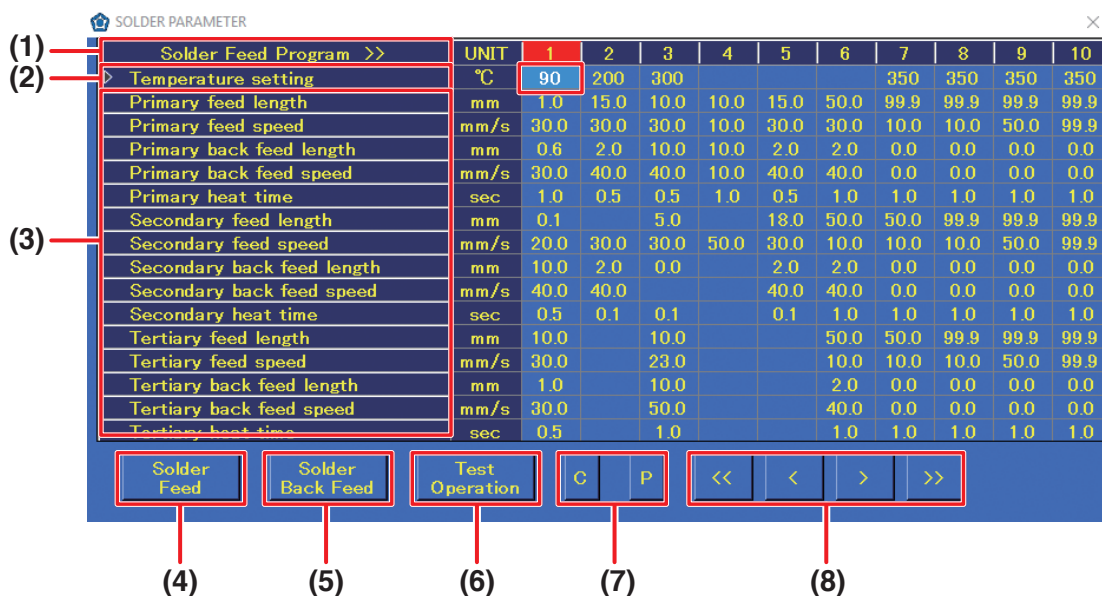 SOLDER PARAMETER
(1) Solder Feed Program >> UNIT 1 2 3 4 5 6 7 8 9 10
(2) Temperature setting ℃ 90 200 300 350 350 350 350
Primary feed length mm 1.0 15.0 10.0 10.0 15.0 50.0 99.9 99.9 99.9 99.9
Primary feed speed mm/s 30.0 30.0 30.0 10.0 30.0 30.0 10.0 10.0 50.0 99.9
Primary back feed length mm 0.6 2.0 10.0 10.0 2.0 2.0 0.0 0.0 0.0 0.0
Primary back feed speed mm/s 30.0 40.0 40.0 10.0 40.0 40.0 0.0 0.0 0.0 0.0
Primary heat time sec 1.0 0.5 0.5 1.0 0.5 1.0 1.0 1.0 1.0 1.0
Secondary feed length mm 0.1 5.0 18.0 50.0 50.0 99.9 99.9 99.9
(3) Secondary feed speed mm/s 20.0 30.0 30.0 50.0 30.0 10.0 10.0 10.0 50.0 99.9
Secondary back feed length mm 10.0 2.0 0.0 2.0 2.0 0.0 0.0 0.0 0.0
Secondary back feed speed mm/s 40.0 40.0 40.0 40.0 0.0 0.0 0.0 0.0
Secondary heat time sec 0.5 0.1 0.1 0.1 1.0 1.0 1.0 1.0 1.0
Tertiary feed length mm 10.0 10.0 50.0 50.0 99.9 99.9 99.9
Tertiary feed speed mm/s 30.0 23.0 10.0 10.0 10.0 50.0 99.9
Tertiary back feed length mm 1.0 10.0 2.0 0.0 0.0 0.0 0.0
Tertiary back feed speed mm/s 30.0 50.0 40.0 0.0 0.0 0.0 0.0
Tertiary heat time sec 0.5 1.0 1.0 1.0 1.0 1.0 1.0
Solder Feed
Solder Back Feed
Test Operation
C P << < > >>
(4) (5) (6) (7) (8)